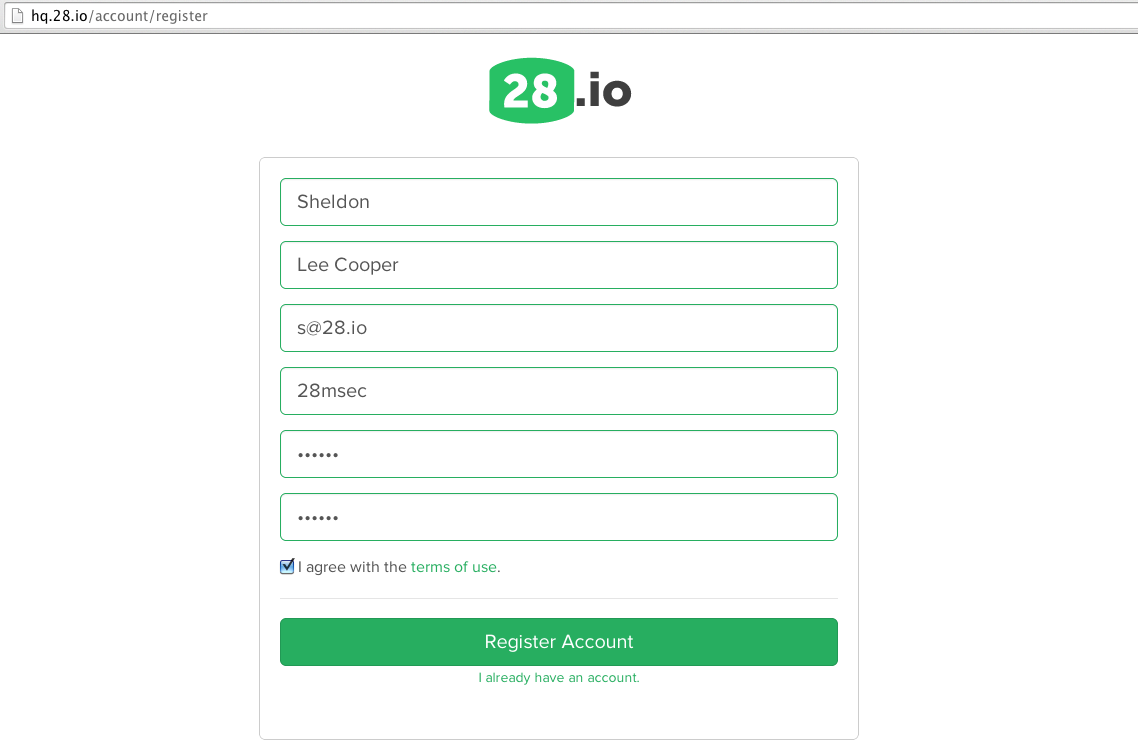 hq.28.io/account/register
28.io
Sheldon
Lee Cooper
s@28.io
28msec
••••••
••••••
I agree with the terms of use.
Register Account
I already have an account.